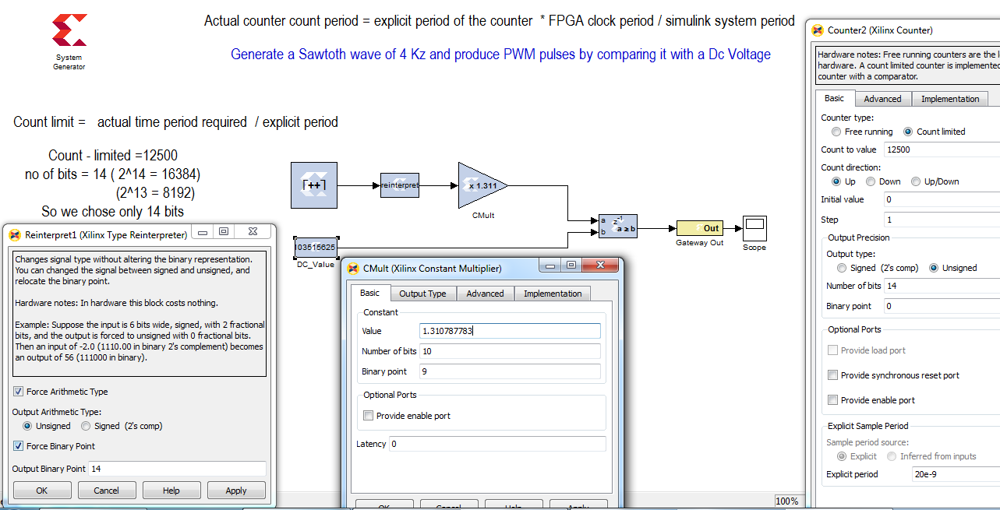 Actual counter count period = explicit period of the counter * FPGA clock period / simulink system period
System
Generator
Generate a Sawtoth wave of 4 Kz and produce PWM pulses by comparing it with a Dc Voltage
Count limit = actual time period required / explicit period
Count - limited =12500
no of bits = 14 ( 2^14 = 16384)
(2^13 = 8192)
So we chose only 14 bits
[++]
reinterpret
x 1.311
CMult
103515625
DC_Value
a
b
z-1
a ≥ b
Out
Gateway Out
Scope
Reinterpret1 (Xilinx Type Reinterpreter)
Changes signal type without altering the binary representation.
You can changed the signal between signed and unsigned, and
relocate the binary point.
Hardware notes: In hardware this block costs nothing.
Example: Suppose the input is 6 bits wide, signed, with 2 fractional
bits, and the output is forced to unsigned with 0 fractional bits.
Then an input of -2.0 (1110.00 in binary 2's complement) becomes
an output of 56 (111000 in binary).
Force Arithmetic Type
Output Arithmetic Type:
Unsigned Signed (2's comp)
Force Binary Point
Output Binary Point 14
OK Cancel Help Apply
CMult (Xilinx Constant Multiplier)
Basic Output Type Advanced Implementation
Constant
Value 1.310787783
Number of bits 10
Binary point 9
Optional Ports
Provide enable port
Latency 0
OK Cancel Help Apply
100%
Counter2 (Xilinx Counter)
Hardware notes: Free running counters are the
hardware. A count limited counter is implemented
counter with a comparator.
Basic Advanced Implementation
Counter type:
Free running Count limited
Count to value 12500
Count direction:
Up Down Up/Down
Initial value 0
Step 1
Output Precision
Output type:
Signed (2's comp) Unsigned
Number of bits 14
Binary point 0
Optional Ports
Provide load port
Provide synchronous reset port
Provide enable port
Explicit Sample Period
Sample period source:
Explicit Inferred from inputs
Explicit period 20e-9